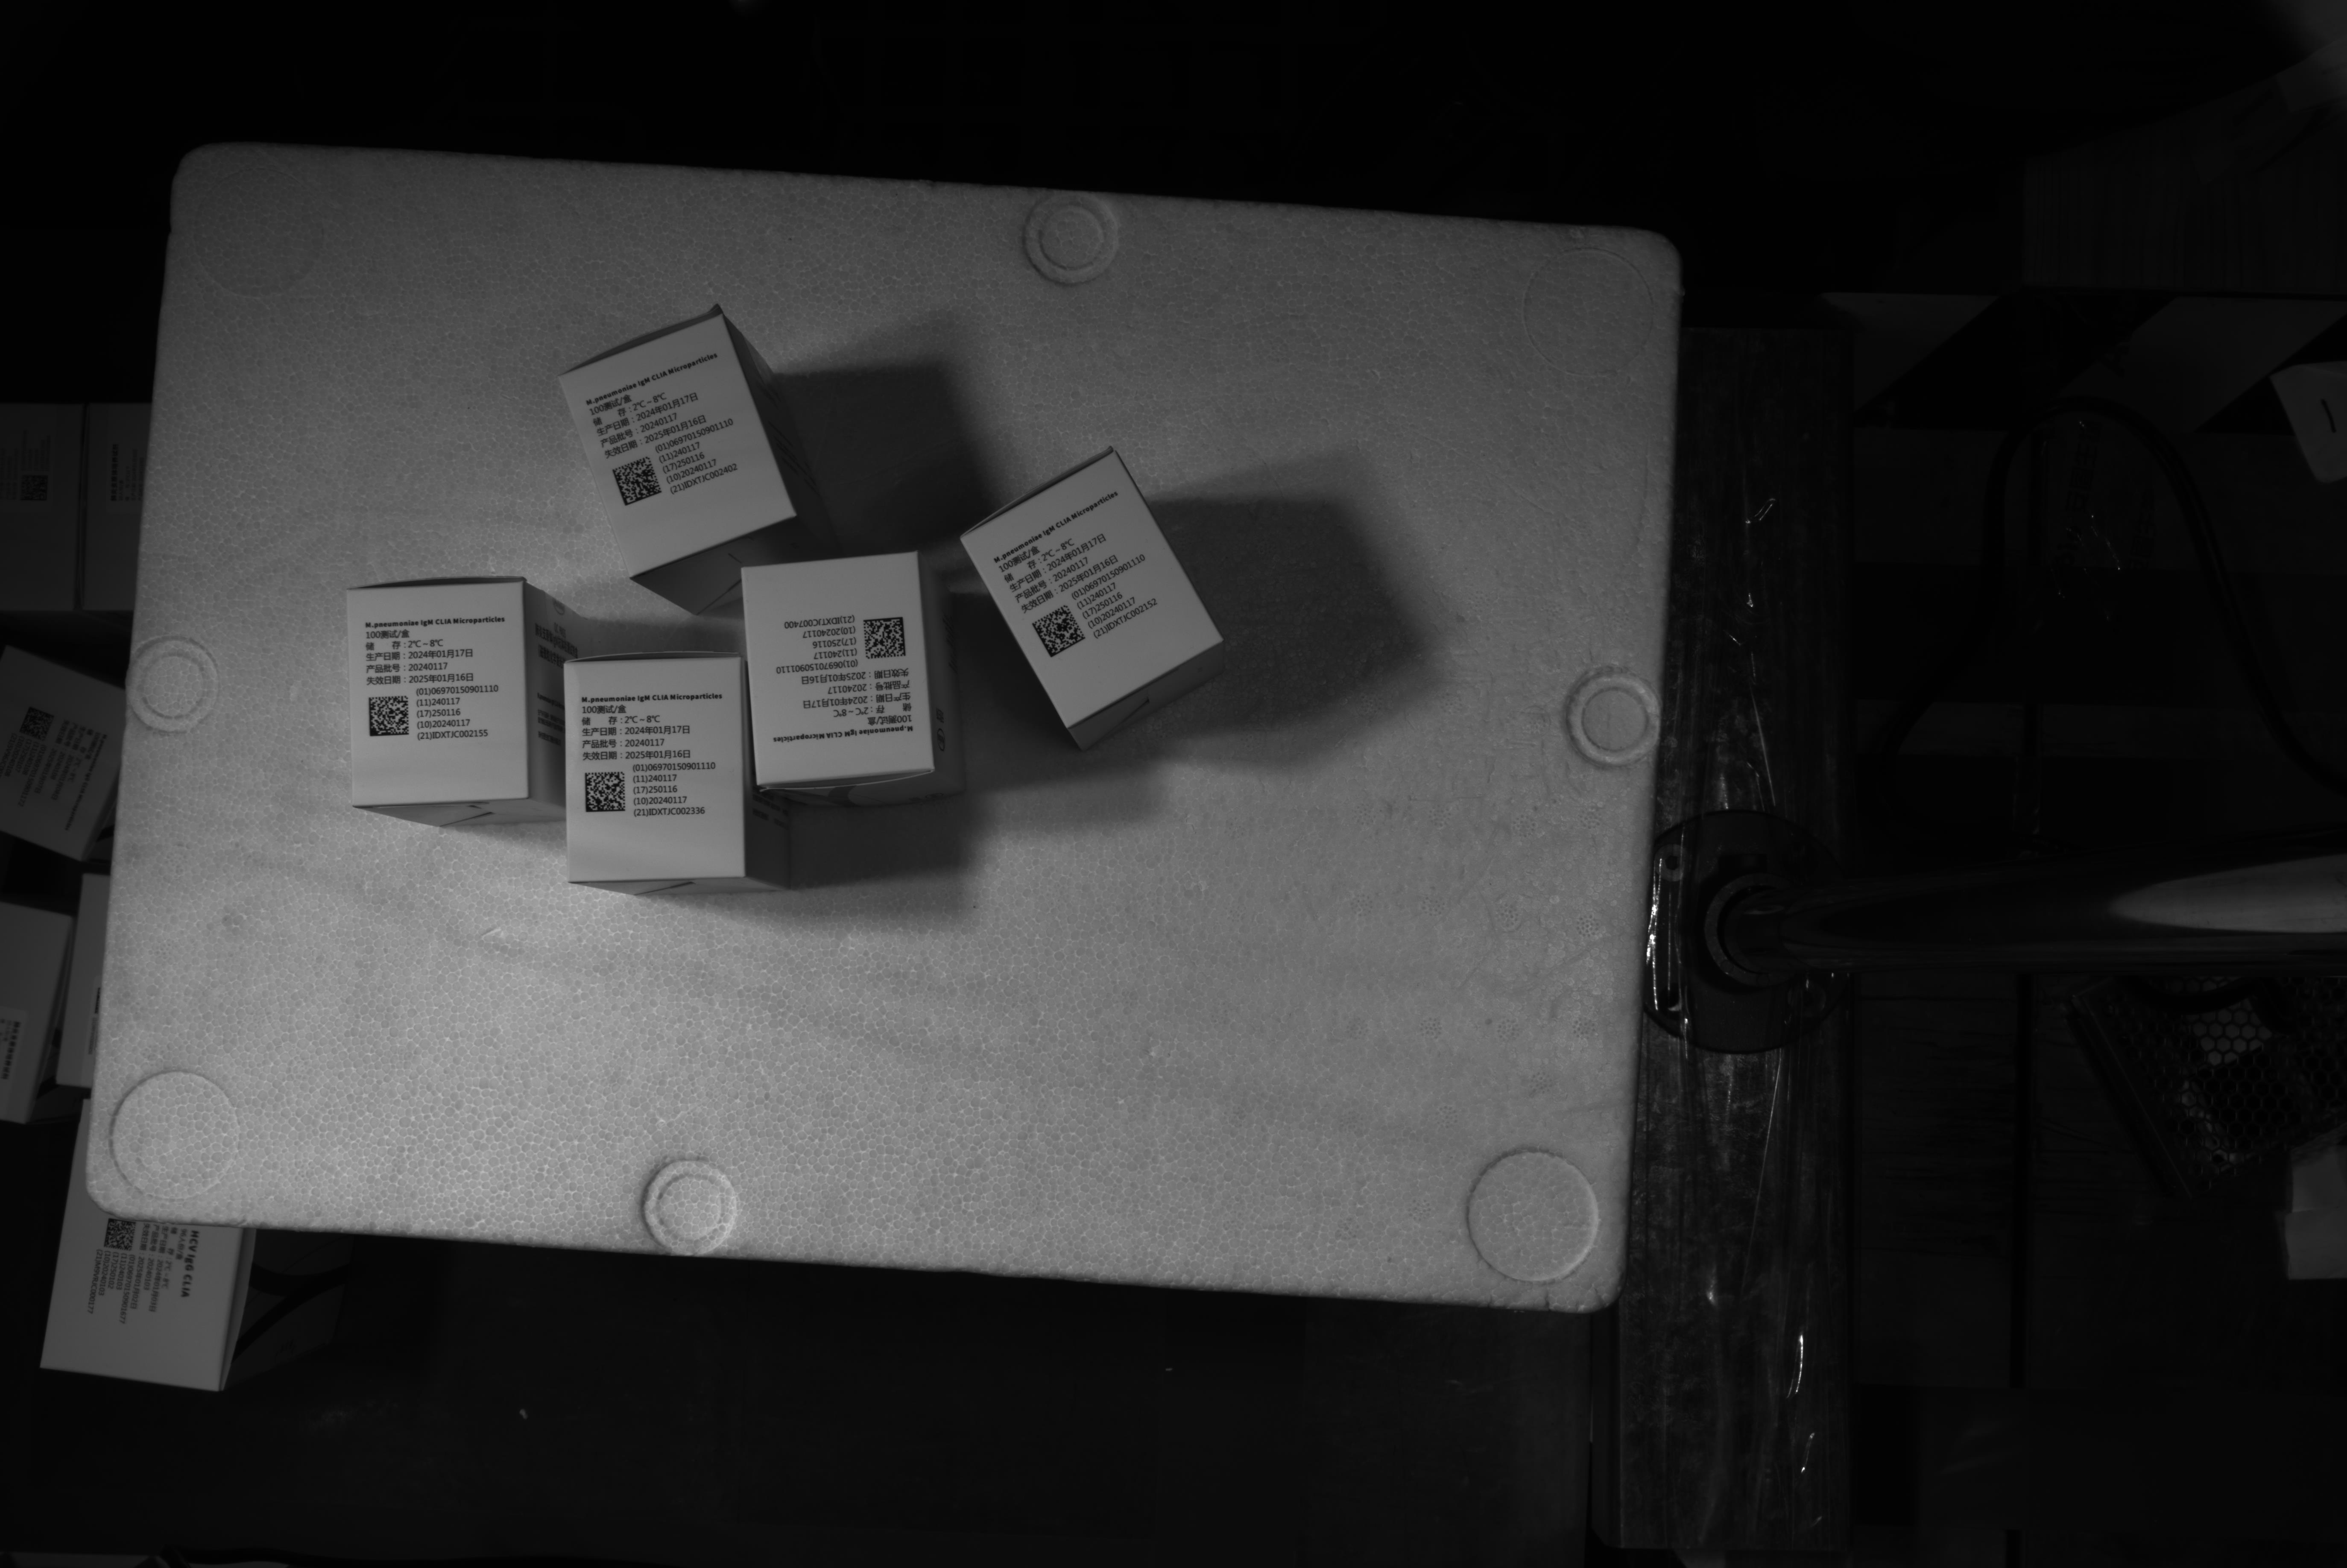 M.pneumoniae IgM CLIA Microparticles
100测试/盒
储 存：2℃~8℃
生产日期：2024年01月17日
产品批号：20240117
失效日期：2025年01月16日
(01)06970150901110
(11)240117
(17)250116
(10)20240117
(21)IDXTJC002402
M.pneumoniae IgM CLIA Microparticles
100测试/盒
储 存：2℃~8℃
生产日期：2024年01月17日
产品批号：20240117
失效日期：2025年01月16日
(01)06970150901110
(11)240117
(17)250116
(10)20240117
(21)IDXTJC002152
M.pneumoniae IgM CLIA Microparticles
100测试/盒
储 存：2℃~8℃
生产日期：2024年01月17日
产品批号：20240117
失效日期：2025年01月16日
(01)06970150901110
(11)240117
(17)250116
(10)20240117
(21)IDXTJC002155
M.pneumoniae IgM CLIA Microparticles
100测试/盒
储 存：2℃~8℃
生产日期：2024年01月17日
产品批号：20240117
失效日期：2025年01月16日
(01)06970150901110
(11)240117
(17)250116
(10)20240117
(21)IDXTJC007400
M.pneumoniae IgM CLIA Microparticles
100测试/盒
储 存：2℃~8℃
生产日期：2024年01月17日
产品批号：20240117
失效日期：2025年01月16日
(01)06970150901110
(11)240117
(17)250116
(10)20240117
(21)IDXTJC002336
HCV IgG CLIA